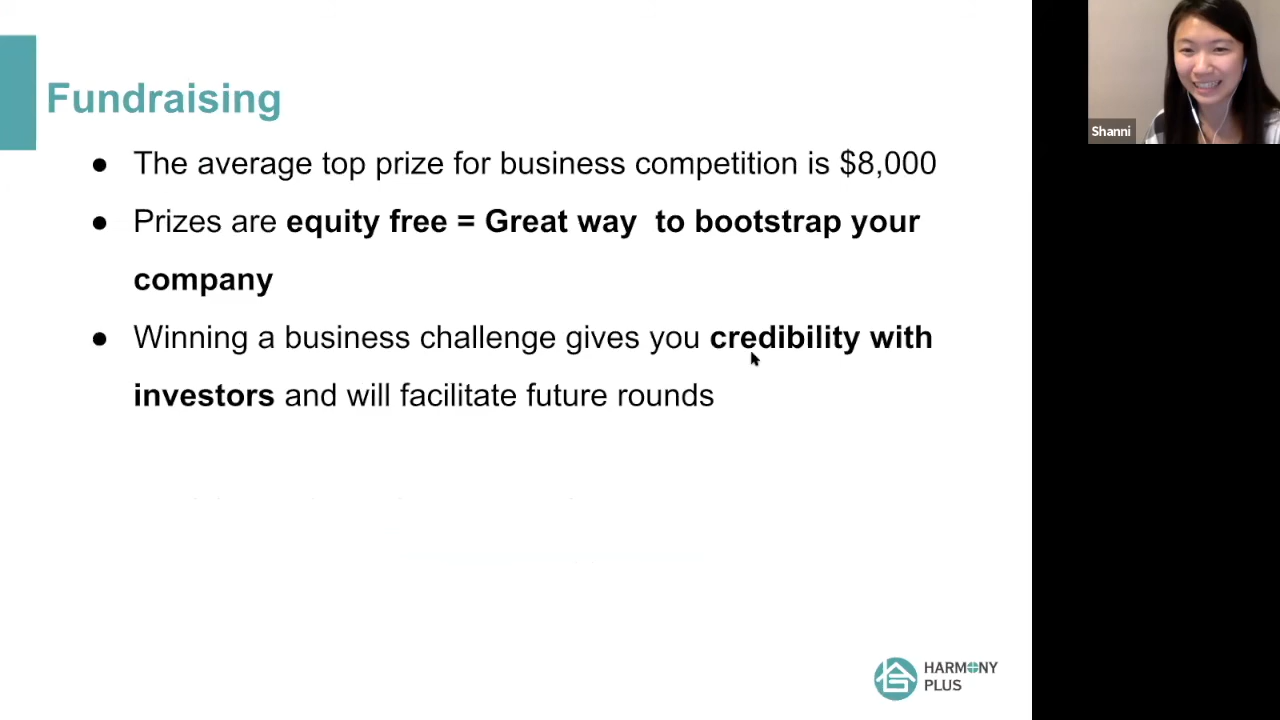 Fundraising
● The average top prize for business competition is $8,000
● Prizes are equity free = Great way  to bootstrap your
company
● Winning a business challenge gives you credibility with
investors and will facilitate future rounds
Shanni
HARMONY
PLUS